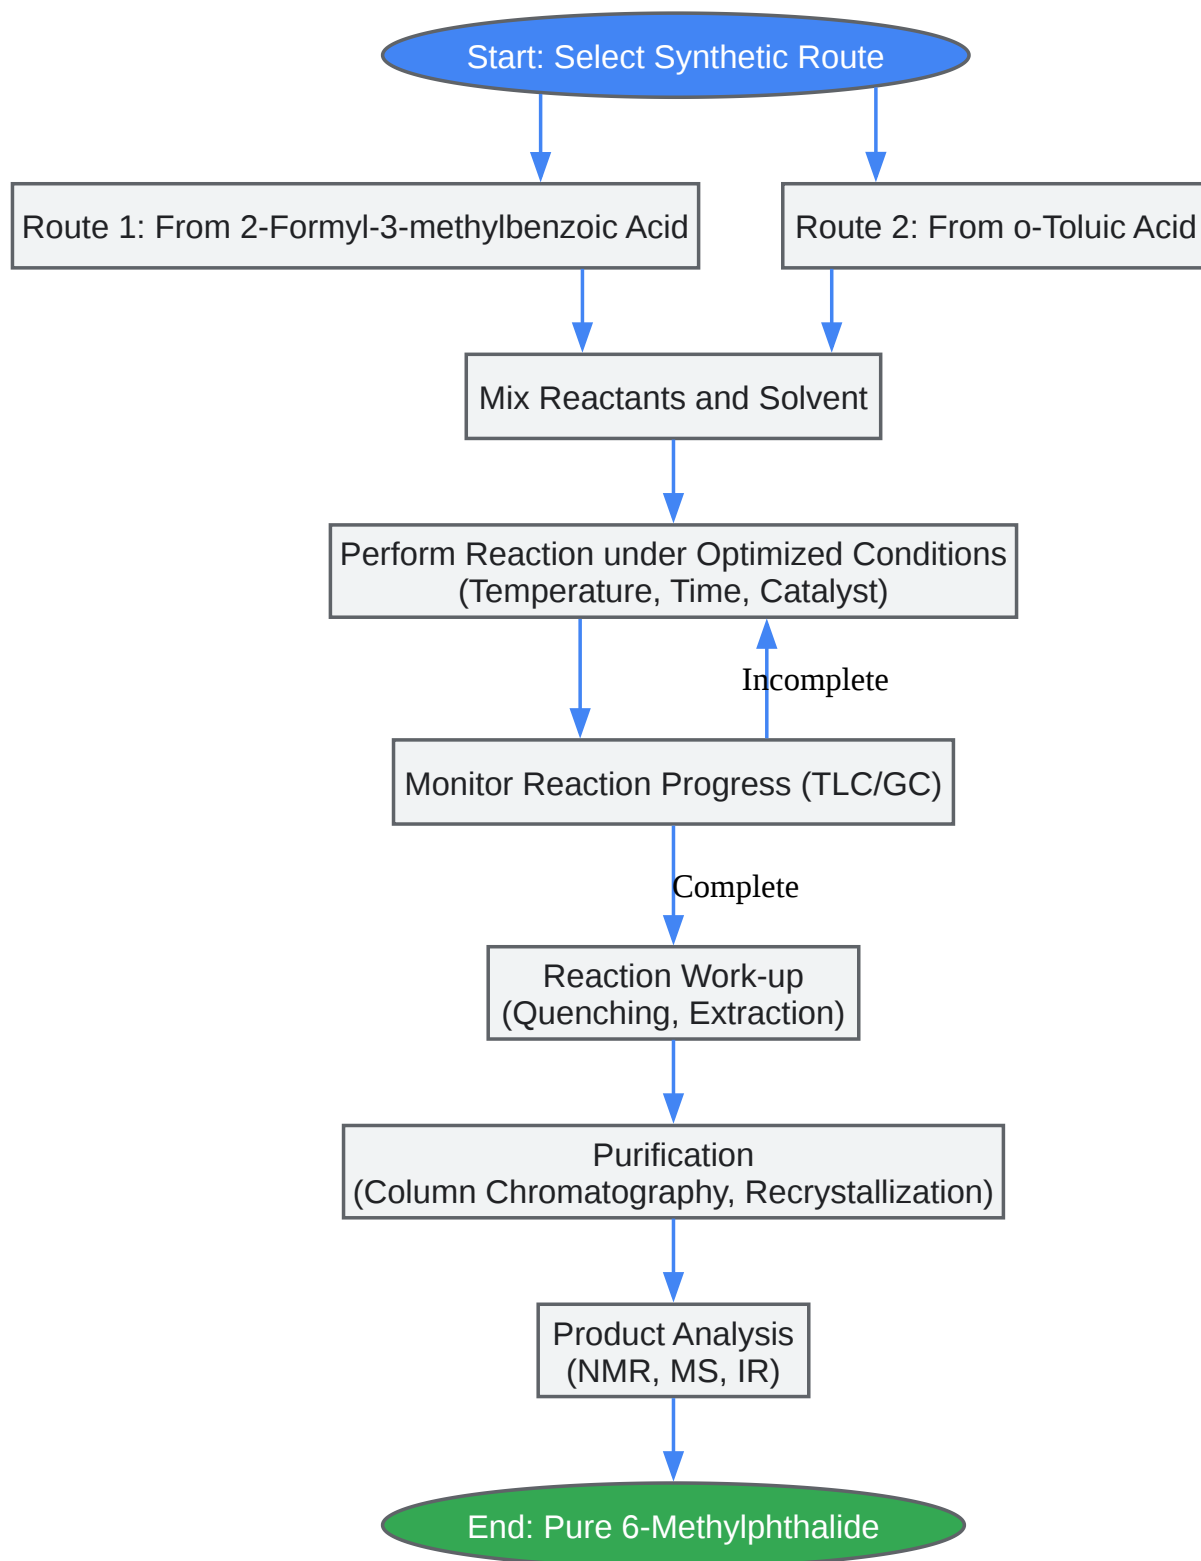 Start: Select Synthetic Route
Route 1: From 2-Formyl-3-methylbenzoic Acid
Route 2: From o-Toluic Acid
Mix Reactants and Solvent
Perform Reaction under Optimized Conditions
(Temperature, Time, Catalyst)
Incomplete
Monitor Reaction Progress (TLC/GC)
Complete
Reaction Work-up
(Quenching, Extraction)
Purification
(Column Chromatography, Recrystallization)
Product Analysis
(NMR, MS, IR)
End: Pure 6-Methylphthalide